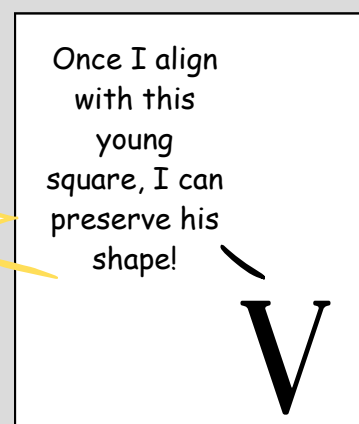 Once I align
with this
young
square, I can
preserve his
shape!
V